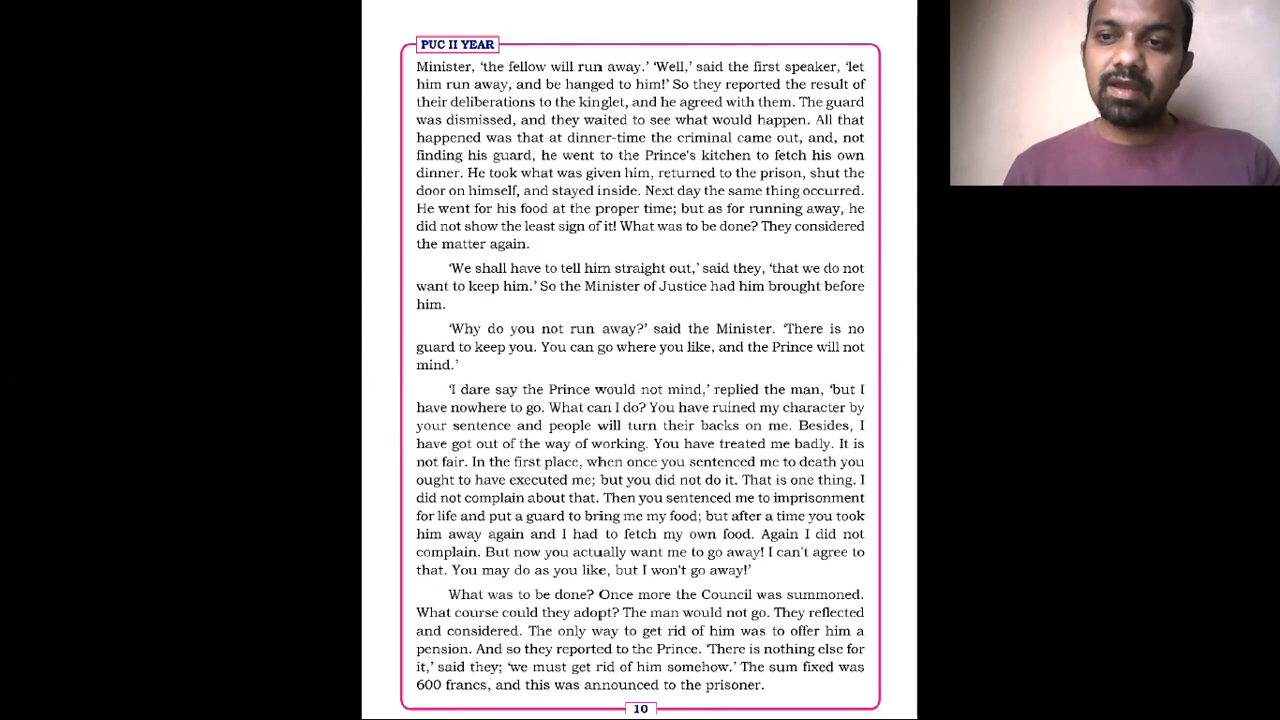 PUC II YEAR
Minister, ‘the fellow will run away.’ ‘Well,’ said the first speaker, ‘let
him run away, and be hanged to him!’ So they reported the result of
their deliberations to the kinglet, and he agreed with them. The guard
was dismissed, and they waited to see what would happen. All that
happened was that at dinner-time the criminal came out, and, not
finding his guard, he went to the Prince's kitchen to fetch his own
dinner. He took what was given him, returned to the prison, shut the
door on himself, and stayed inside. Next day the same thing occurred.
He went for his food at the proper time; but as for running away, he
did not show the least sign of it! What was to be done? They considered
the matter again.
‘We shall have to tell him straight out,’ said they, ‘that we do not
want to keep him.’ So the Minister of Justice had him brought before
him.
‘Why do you not run away?’ said the Minister. ‘There is no
guard to keep you. You can go where you like, and the Prince will not
mind.’
‘I dare say the Prince would not mind,’ replied the man, ‘but I
have nowhere to go. What can I do? You have ruined my character by
your sentence and people will turn their backs on me. Besides, I
have got out of the way of working. You have treated me badly. It is
not fair. In the first place, when once you sentenced me to death you
ought to have executed me; but you did not do it. That is one thing. I
did not complain about that. Then you sentenced me to imprisonment
for life and put a guard to bring me my food; but after a time you took
him away again and I had to fetch my own food. Again I did not
complain. But now you actually want me to go away! I can't agree to
that. You may do as you like, but I won't go away!’
What was to be done? Once more the Council was summoned.
What course could they adopt? The man would not go. They reflected
and considered. The only way to get rid of him was to offer him a
pension. And so they reported to the Prince. ‘There is nothing else for
it,’ said they; ‘we must get rid of him somehow.’ The sum fixed was
600 francs, and this was announced to the prisoner.
10